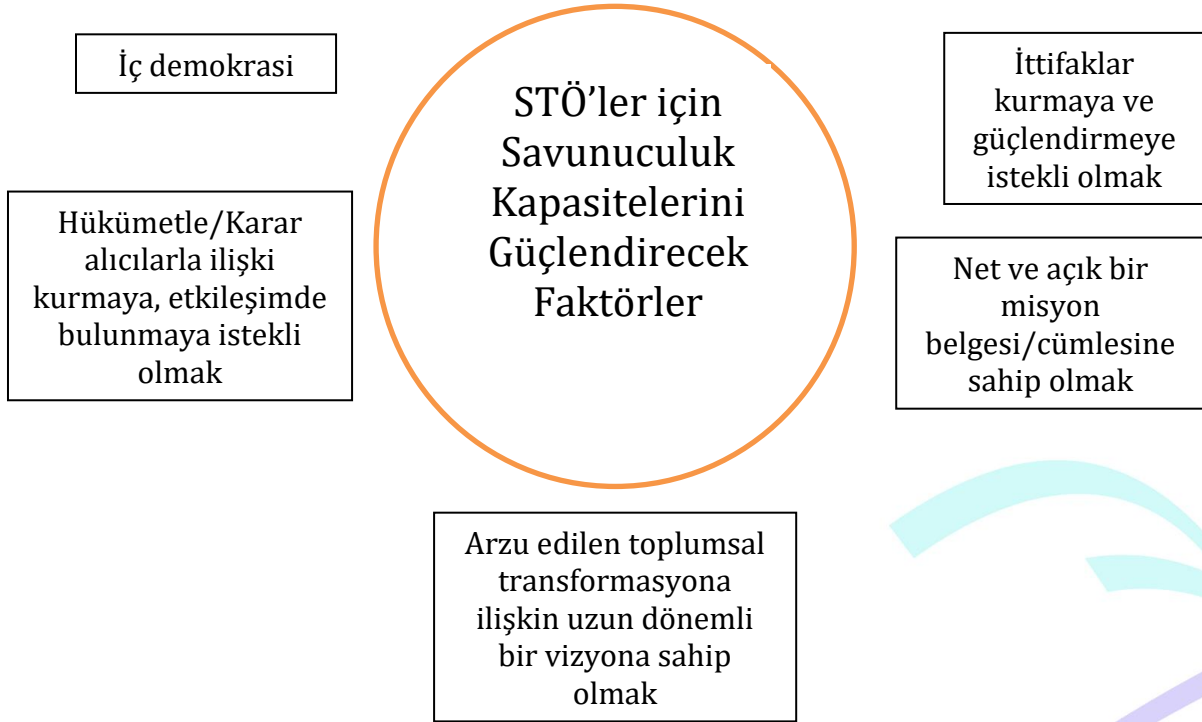 İç demokrasi
STÖ’ler için
Savunuculuk
Kapasitelerini
Güçlendirecek
Faktörler
İttifaklar
kurmaya ve
güçlendirmeye
istekli olmak
Hükümetle/Karar
alıcılarla ilişki
kurmaya, etkileşimde
bulunmaya istekli
olmak
Net ve açık bir
misyon
belgesi/cümlesine
sahip olmak
Arzu edilen toplumsal
transformasyona
ilişkin uzun dönemli
bir vizyona sahip
olmak